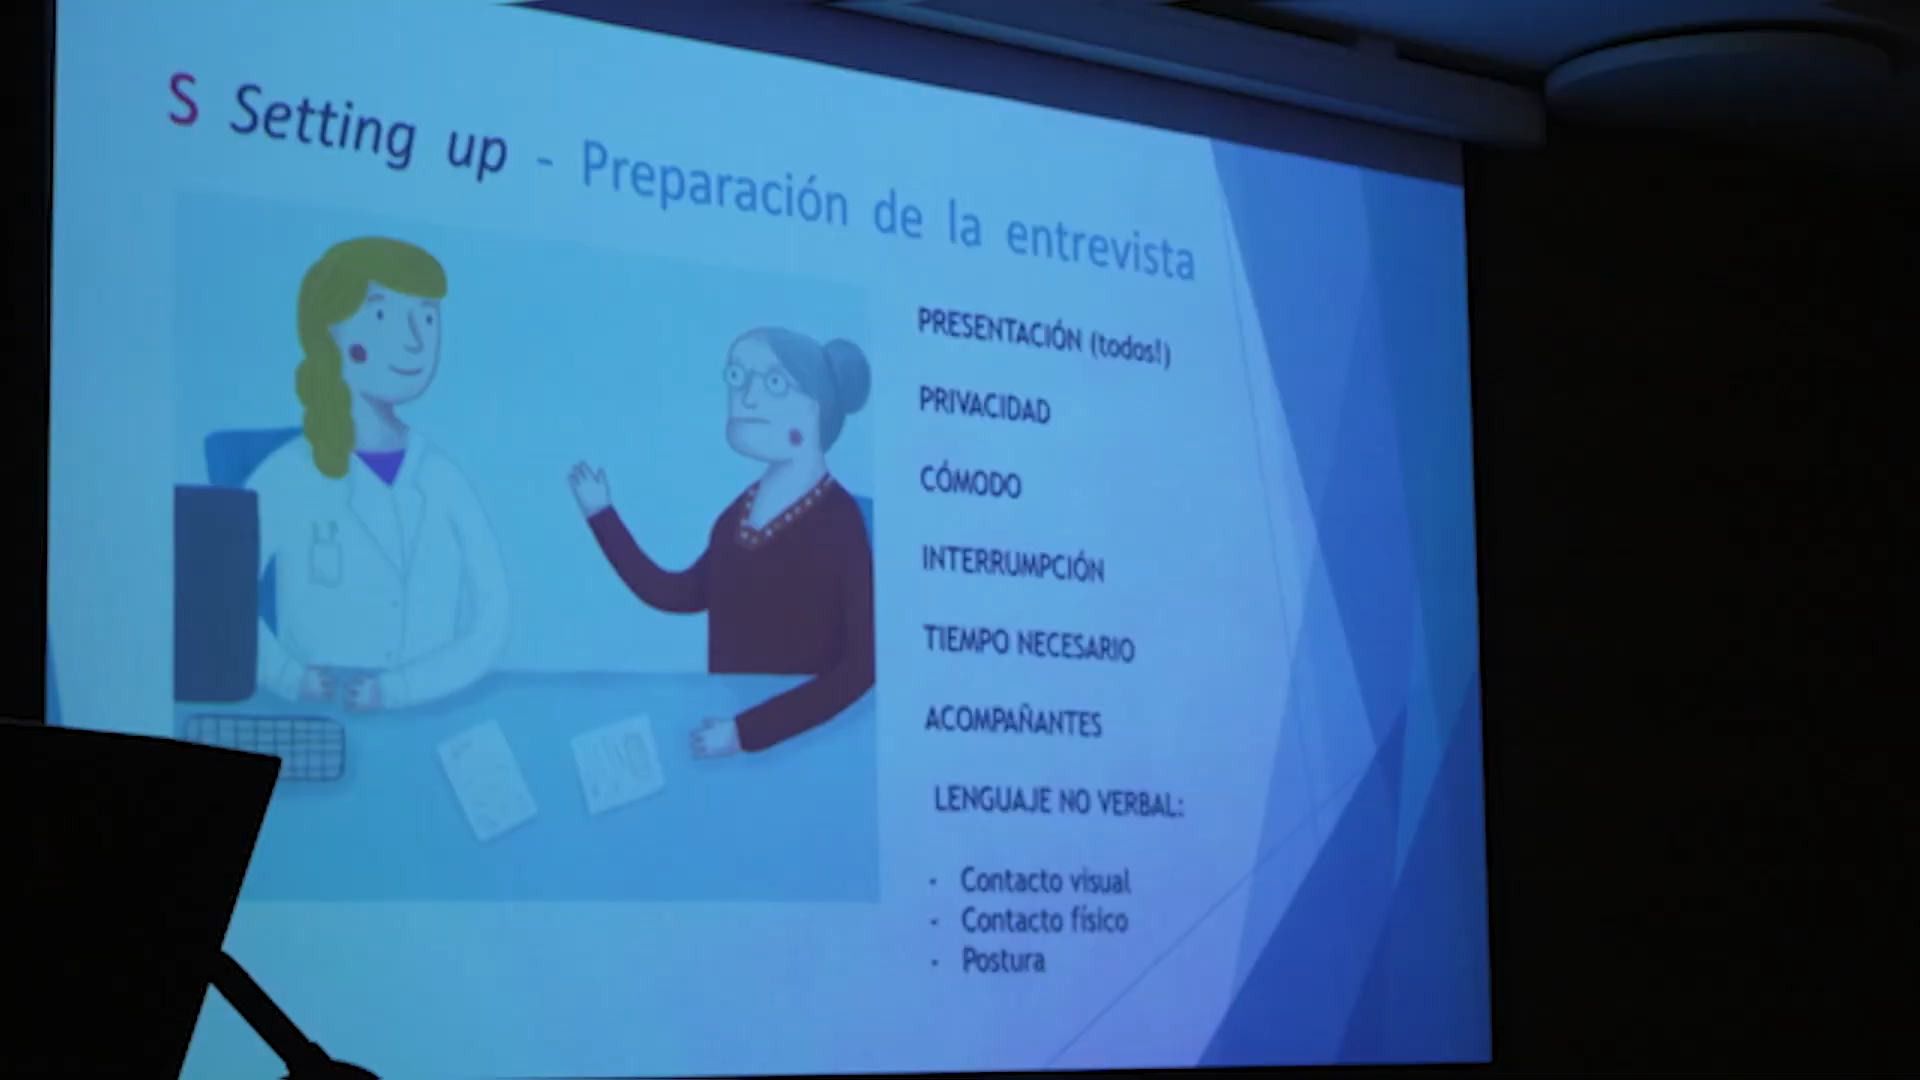 S Setting up - Preparación de la entrevista
PRESENTACIÓN (todos!)
PRIVACIDAD
CÓMODO
INTERRUMPCIÓN
TIEMPO NECESARIO
ACOMPAÑANTES
LENGUAJE NO VERBAL:
- Contacto visual
- Contacto físico
- Postura